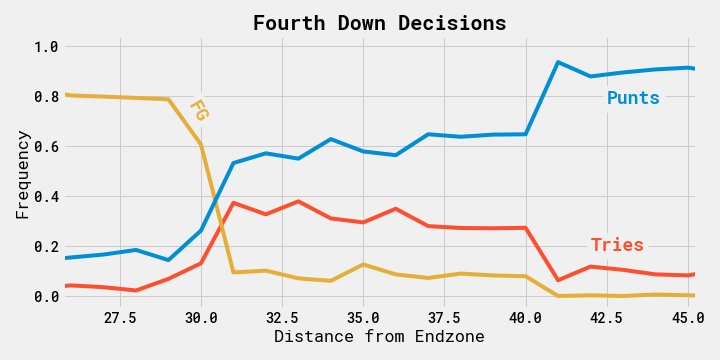 Fourth Down Decisions
1.0
0.8
0.6
0.4
0.2
0.0
Frequency
FG
Punts
Tries
27.5 30.0 32.5 35.0 37.5 40.0 42.5 45.0
Distance from Endzone